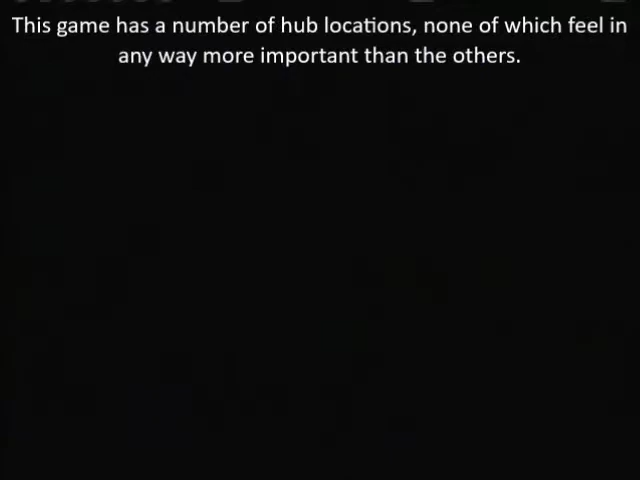 This game has a number of hub locations, none of which feel in
any way more important than the others.